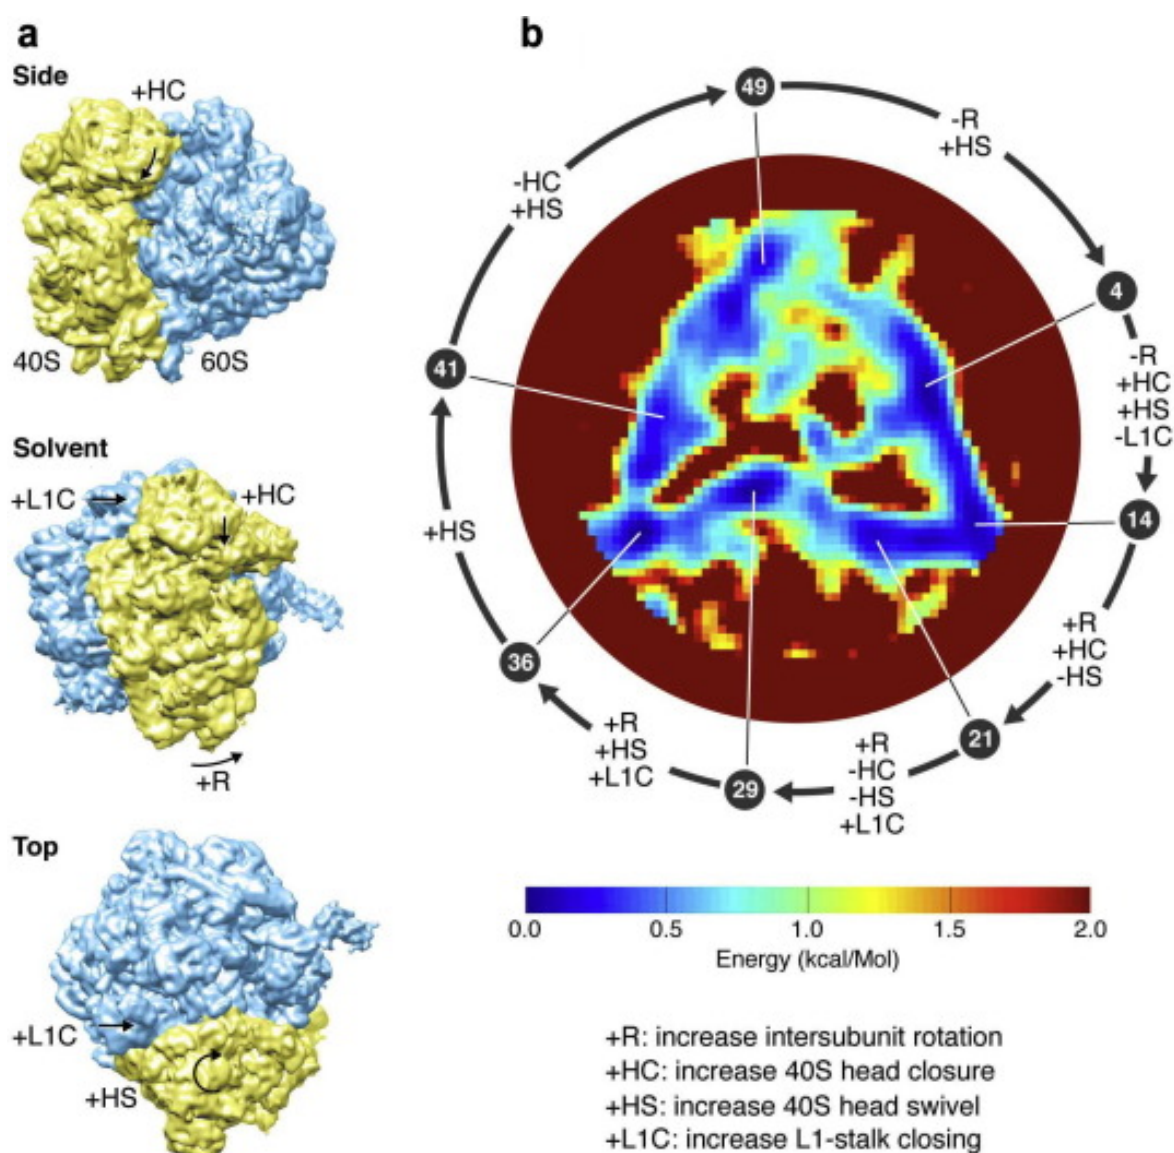 a
Side
+HC
40S
60S
Solvent
+L1C
+HC
+R
Top
+L1C
+HS
b
49
-R
+HS
4
-R
+HC
+HS
-L1C
14
+R
+HC
-HS
21
+R
-HC
-HS
+L1C
29
+R
+HS
+L1C
36
+HS
41
-HC
+HS
0.0 0.5 1.0 1.5 2.0
Energy (kcal/Mol)
+R: increase intersubunit rotation
+HC: increase 40S head closure
+HS: increase 40S head swivel
+L1C: increase L1-stalk closing